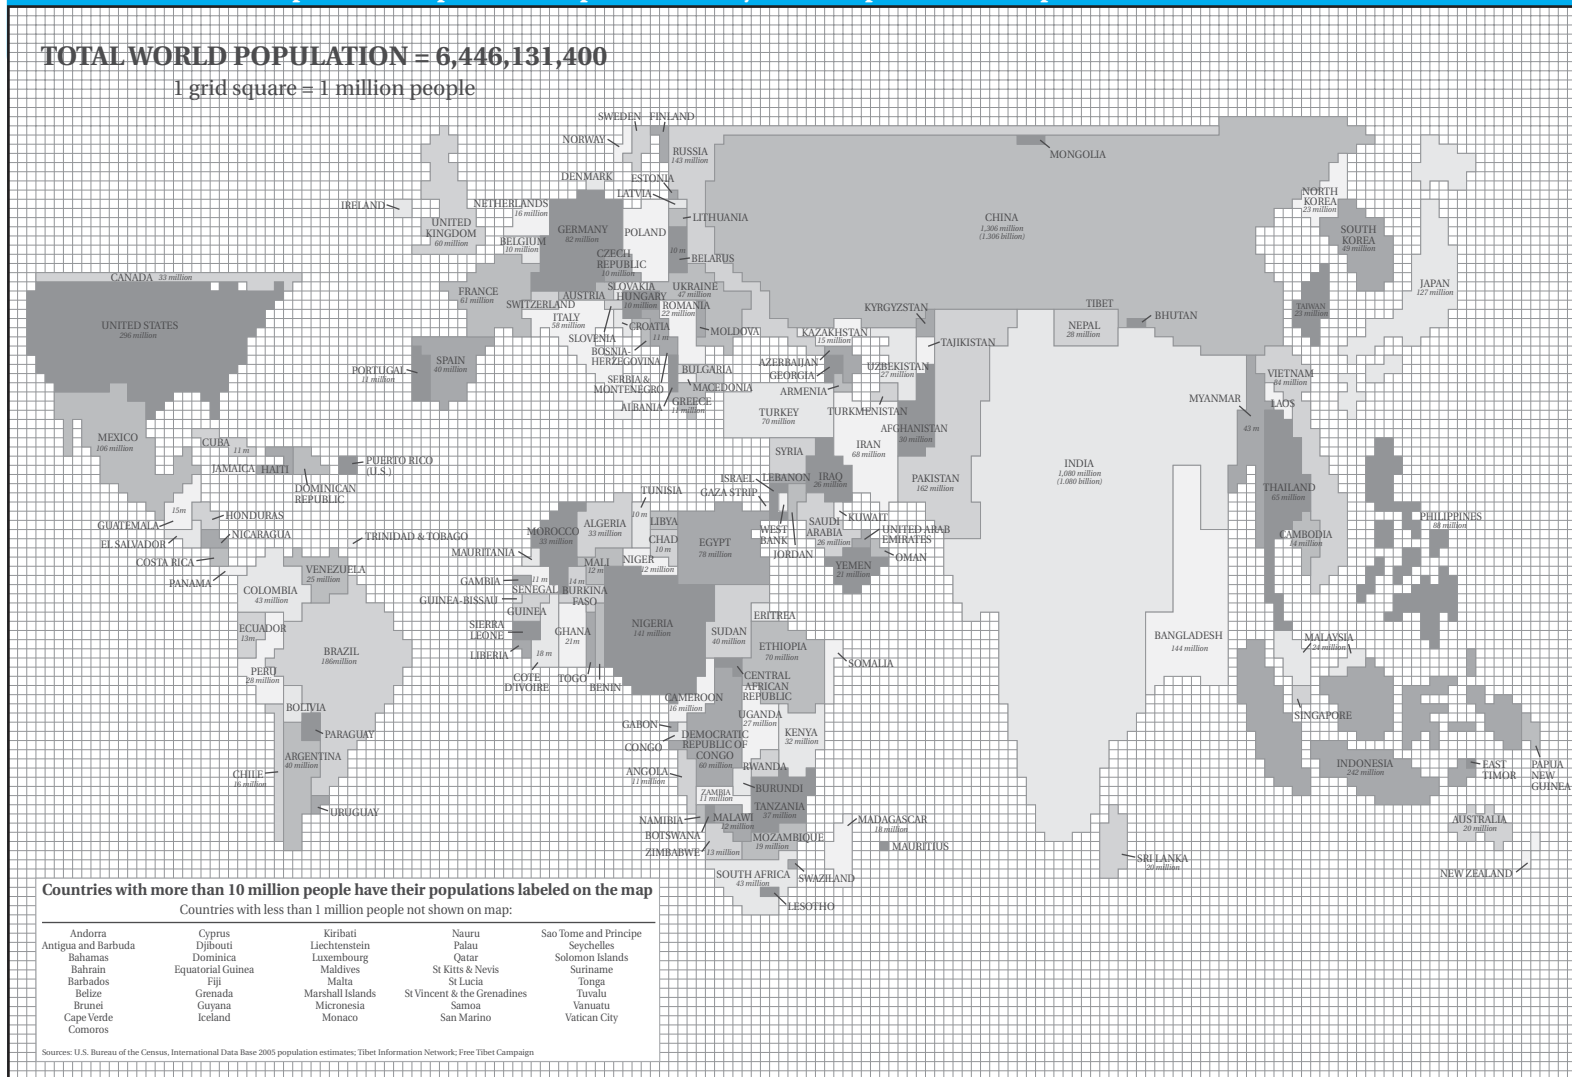 TOTAL WORLD POPULATION = 6,446,131,400
1 grid square = 1 million people
SWEDEN
FINLAND
NORWAY
RUSSIA
143 million
MONGOLIA
DENMARK
ESTONIA
LATVIA
LITHUANIA
IRELAND
UNITED
KINGDOM
60 million
NETHERLANDS
16 million
BELGIUM
10 million
GERMANY
82 million
POLAND
10 m
BELARUS
CZECH
REPUBLIC
10 million
CHINA
1,306 million
(1.306 billion)
NORTH
KOREA
23 million
SOUTH
KOREA
49 million
JAPAN
127 million
TAIWAN
23 million
CANADA 33 million
UNITED STATES
296 million
FRANCE
61 million
SWITZERLAND
AUSTRIA
SLOVAKIA
HUNGARY
10 million
UKRAINE
47 million
ROMANIA
22 million
ITALY
58 million
SLOVENIA
CROATIA
11 m
MOLDOVA
BOSNIA-
HERZEGOVINA
SERBIA &
MONTENEGRO
BULGARIA
MACEDONIA
ALBANIA
GREECE
11 million
PORTUGAL
11 million
SPAIN
40 million
KYRGYZSTAN
TIBET
NEPAL
28 million
BHUTAN
KAZAKHSTAN
15 million
TAJIKISTAN
AZERBAIJAN
GEORGIA
ARMENIA
UZBEKISTAN
27 million
TURKMENISTAN
TURKEY
70 million
AFGHANISTAN
30 million
MYANMAR
43 m
VIETNAM
84 million
LAOS
MEXICO
106 million
CUBA
11 m
JAMAICA
HAITI
PUERTO RICO
(U.S.)
DOMINICAN
REPUBLIC
SYRIA
IRAN
68 million
ISRAEL
LEBANON
IRAQ
26 million
GAZA STRIP
PAKISTAN
162 million
INDIA
1,080 million
(1.080 billion)
THAILAND
65 million
PHILIPPINES
88 million
CAMBODIA
14 million
15m
GUATEMALA
HONDURAS
EL SALVADOR
NICARAGUA
COSTA RICA
PANAMA
TRINIDAD & TOBAGO
TUNISIA
10 m
MOROCCO
33 million
ALGERIA
33 million
LIBYA
CHAD
10 m
EGYPT
78 million
WEST
BANK
JORDAN
SAUDI
ARABIA
26 million
KUWAIT
UNITED ARAB
EMIRATES
OMAN
YEMEN
21 million
MAURITANIA
MALI
12 m
NIGER
12 million
GAMBIA
11 m
SENEGAL
14 m
BURKINA
FASO
GUINEA-BISSAU
GUINEA
SIERRA
LEONE
LIBERIA
GHANA
21m
18 m
COTE
D'IVOIRE
TOGO
BENIN
NIGERIA
141 million
SUDAN
40 million
ERITREA
ETHIOPIA
70 million
SOMALIA
VENEZUELA
25 million
COLOMBIA
43 million
ECUADOR
13m
BRAZIL
186million
PERU
28 million
BOLIVIA
PARAGUAY
ARGENTINA
40 million
CHILE
16 million
URUGUAY
CAMEROON
16 million
CENTRAL
AFRICAN
REPUBLIC
GABON
CONGO
DEMOCRATIC
REPUBLIC OF
CONGO
60 million
UGANDA
27 million
KENYA
32 million
RWANDA
BURUNDI
ANGOLA
11 million
ZAMBIA
11 million
TANZANIA
37 million
NAMIBIA
MALAWI
12 million
BOTSWANA
ZIMBABWE
13 million
MOZAMBIQUE
19 million
MADAGASCAR
18 million
MAURITIUS
SOUTH AFRICA
43 million
SWAZILAND
LESOTHO
BANGLADESH
144 million
SRI LANKA
20 million
MALAYSIA
24 million
SINGAPORE
INDONESIA
242 million
EAST
TIMOR
PAPUA
NEW
GUINEA
AUSTRALIA
20 million
NEW ZEALAND
Countries with more than 10 million people have their populations labeled on the map
Countries with less than 1 million people not shown on map:
Andorra
Antigua and Barbuda
Bahamas
Bahrain
Barbados
Belize
Brunei
Cape Verde
Comoros
Cyprus
Djibouti
Dominica
Equatorial Guinea
Fiji
Grenada
Guyana
Iceland
Kiribati
Liechtenstein
Luxembourg
Maldives
Malta
Marshall Islands
Micronesia
Monaco
Nauru
Palau
Qatar
St Kitts & Nevis
St Lucia
St Vincent & the Grenadines
Samoa
San Marino
Sao Tome and Principe
Seychelles
Solomon Islands
Suriname
Tonga
Tuvalu
Vanuatu
Vatican City
Sources: U.S. Bureau of the Census, International Data Base 2005 population estimates; Tibet Information Network; Free Tibet Campaign